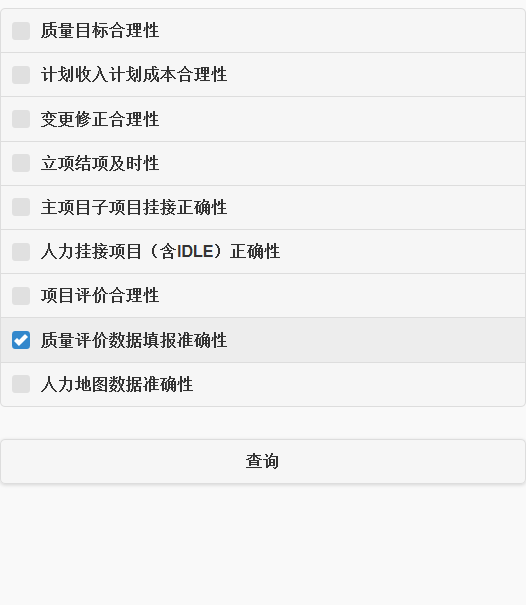 质量目标合理性
计划收入计划成本合理性
变更修正合理性
立项结项及时性
主项目子项目挂接正确性
人力挂接项目（含IDLE）正确性
项目评价合理性
质量评价数据填报准确性
人力地图数据准确性
查询